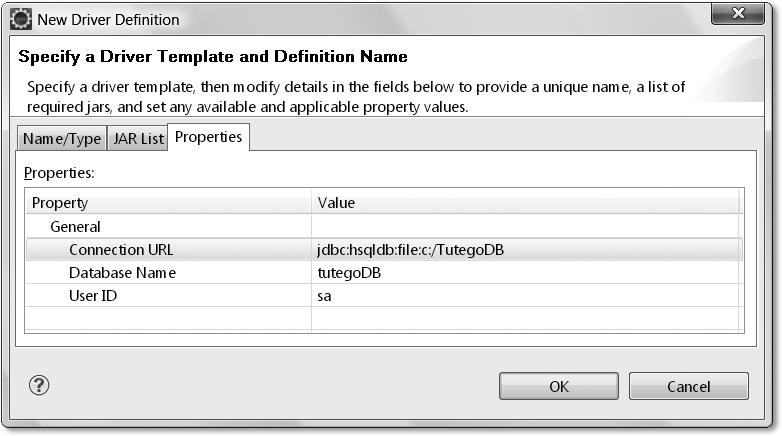 New Driver Definition
Specify a Driver Template and Definition Name
Specify a driver template, then modify details in the fields below to provide a unique name, a list of
required jars, and set any available and applicable property values.
Name/Type JAR List Properties
Properties:
Property Value
General
Connection URL jdbc:hsqldb:file:c:/TutegoDB
Database Name tutegoDB
User ID sa
? OK Cancel